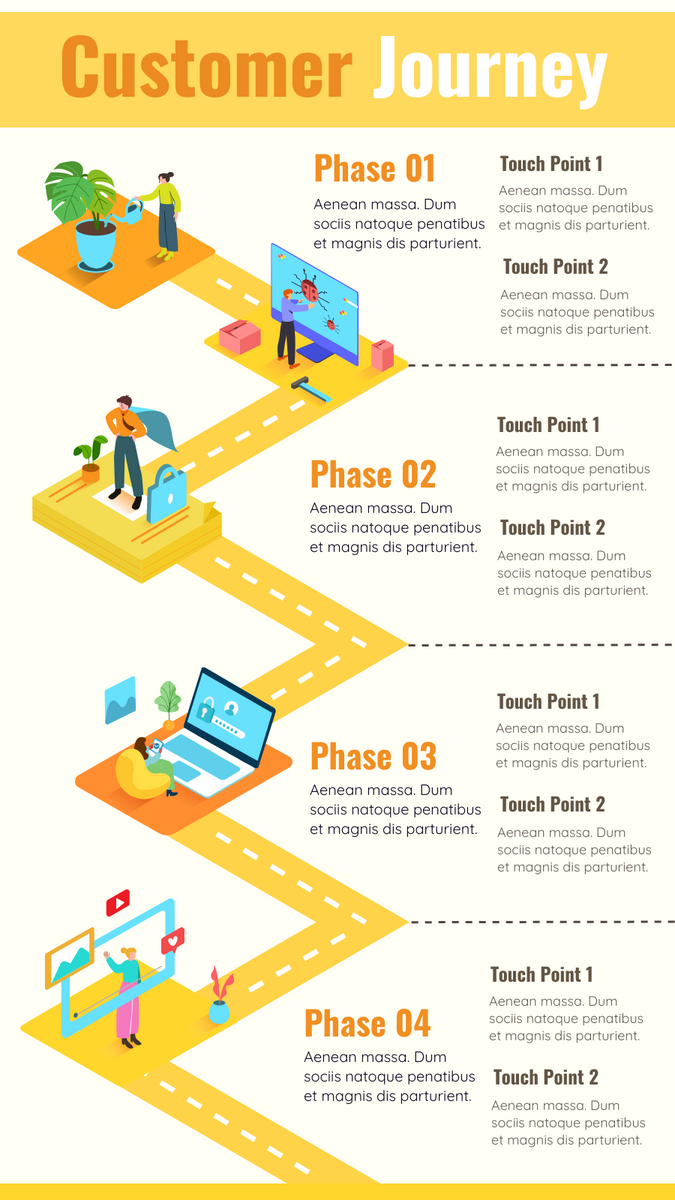 Customer Journey
Phase 01
Aenean massa. Dum
sociis natoque penatibus
et magnis dis parturient.
Touch Point 1
Aenean massa. Dum
sociis natoque penatibus
et magnis dis parturient.
Touch Point 2
Aenean massa. Dum
sociis natoque penatibus
et magnis dis parturient.
Phase 02
Aenean massa. Dum
sociis natoque penatibus
et magnis dis parturient.
Touch Point 1
Aenean massa. Dum
sociis natoque penatibus
et magnis dis parturient.
Touch Point 2
Aenean massa. Dum
sociis natoque penatibus
et magnis dis parturient.
Phase 03
Aenean massa. Dum
sociis natoque penatibus
et magnis dis parturient.
Touch Point 1
Aenean massa. Dum
sociis natoque penatibus
et magnis dis parturient.
Touch Point 2
Aenean massa. Dum
sociis natoque penatibus
et magnis dis parturient.
Phase 04
Aenean massa. Dum
sociis natoque penatibus
et magnis dis parturient.
Touch Point 1
Aenean massa. Dum
sociis natoque penatibus
et magnis dis parturient.
Touch Point 2
Aenean massa. Dum
sociis natoque penatibus
et magnis dis parturient.